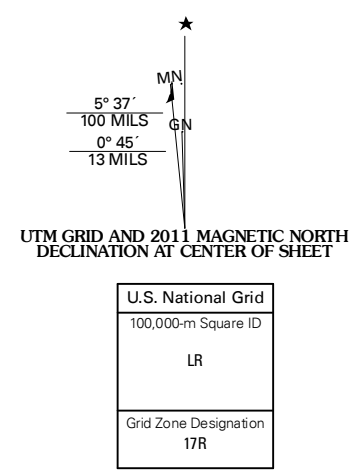 ★
MN
5° 37´
100 MILS
GN
0° 45´
13 MILS
UTM GRID AND 2011 MAGNETIC NORTH
DECLINATION AT CENTER OF SHEET
U.S. National Grid
100,000-m Square ID
LR
Grid Zone Designation
17R